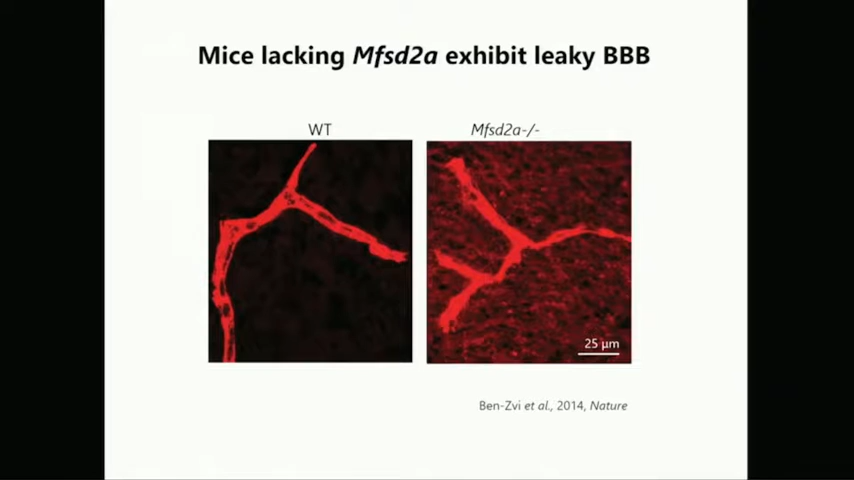 Mice lacking Mfsd2a exhibit leaky BBB
WT
Mfsd2a-/-
25 µm
Ben-Zvi et al., 2014, Nature